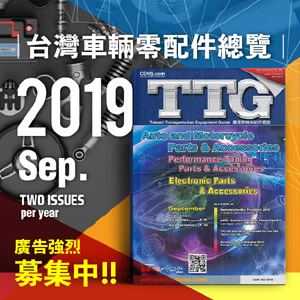 台灣車輛零配件總覽
2019
Sep.
TWO ISSUES
per year
廣告強烈
募集中!!
CENS.com
TTG
Taiwan Transportation Equipment Guide
Auto and Motorcycle
Parts & Accessories
Performance Tuning
Parts & Accessories
Electronic Parts
& Accessories
September